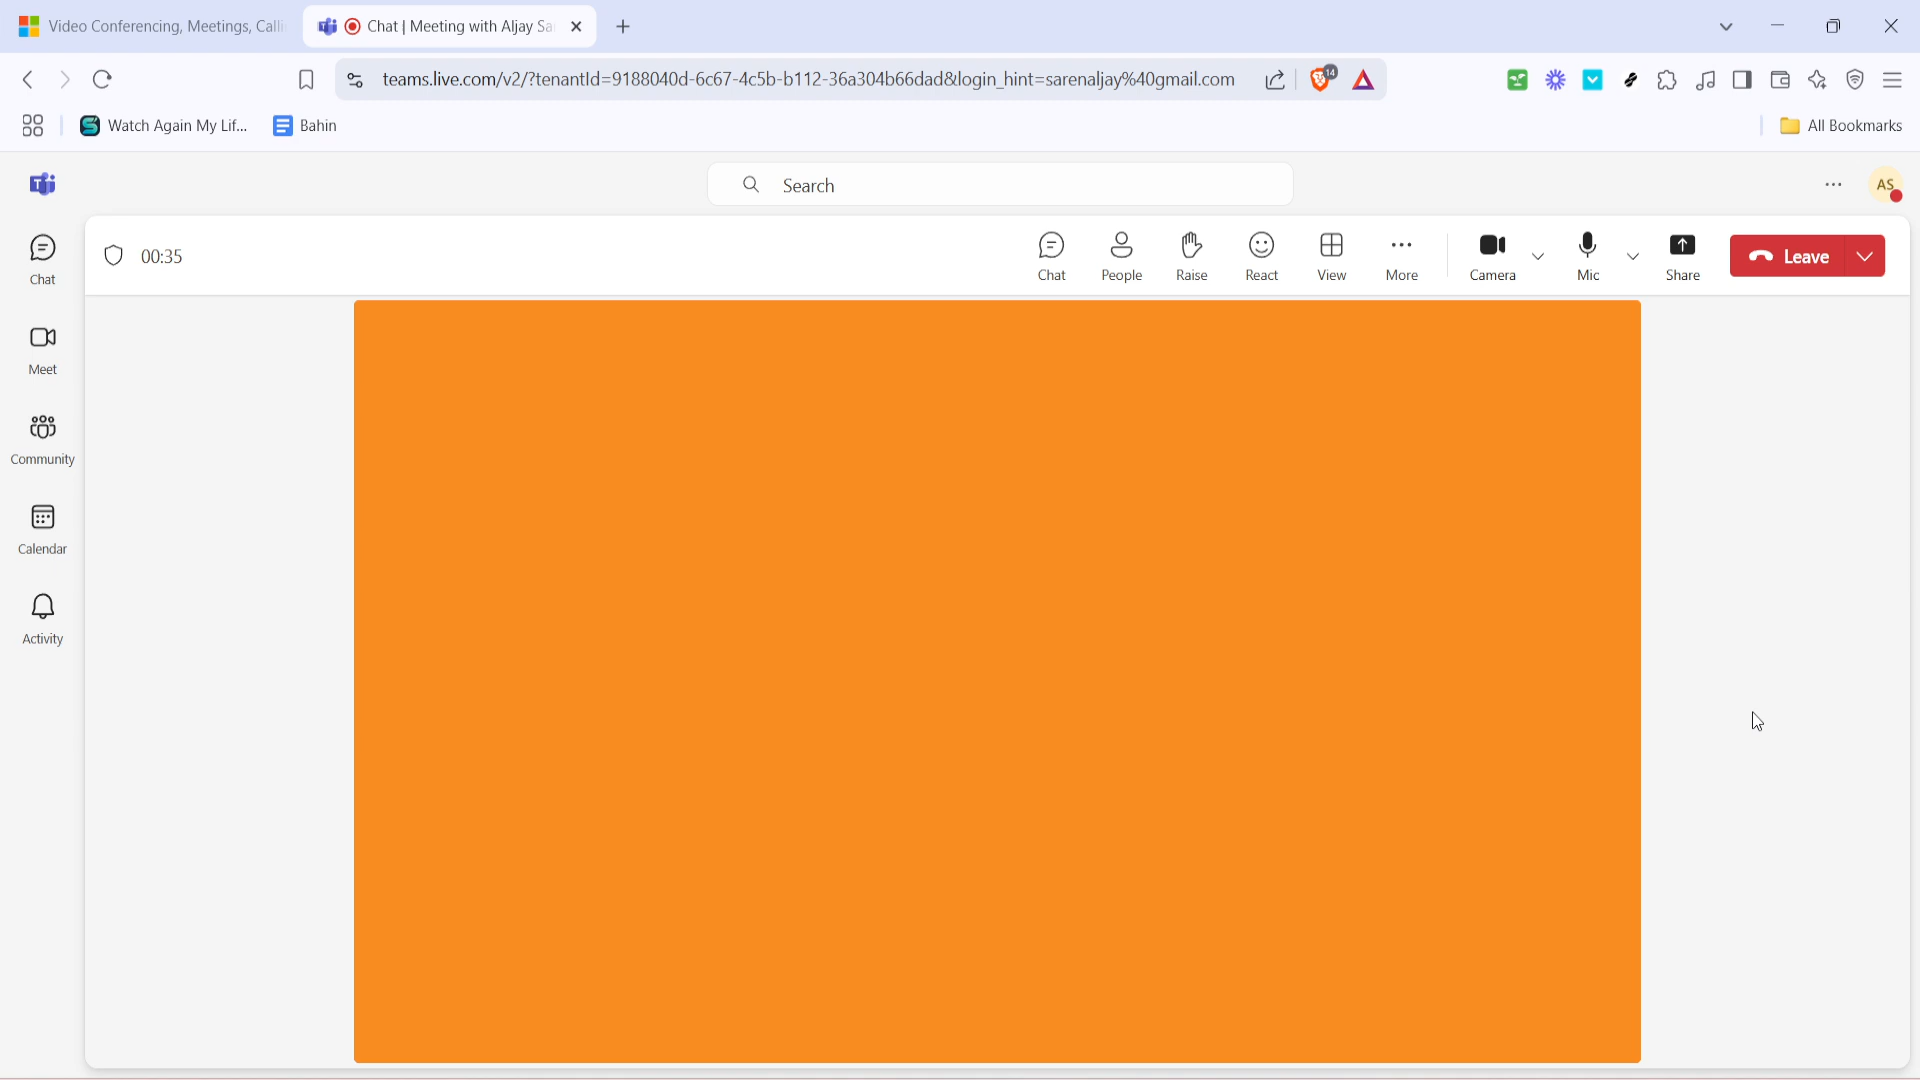 Video Conferencing, Meetings, Calli
Chat | Meeting with Aljay Sa
teams.live.com/v2/?tenantId=9188040d-6c67-4c5b-b112-36a304b66dad&login_hint=sarenaljay%40gmail.com
14
Watch Again My Lif...
Bahin
All Bookmarks
Search
AS
Chat
Meet
Community
Calendar
Activity
00:35
Chat
People
Raise
React
View
More
Camera
Mic
Share
Leave